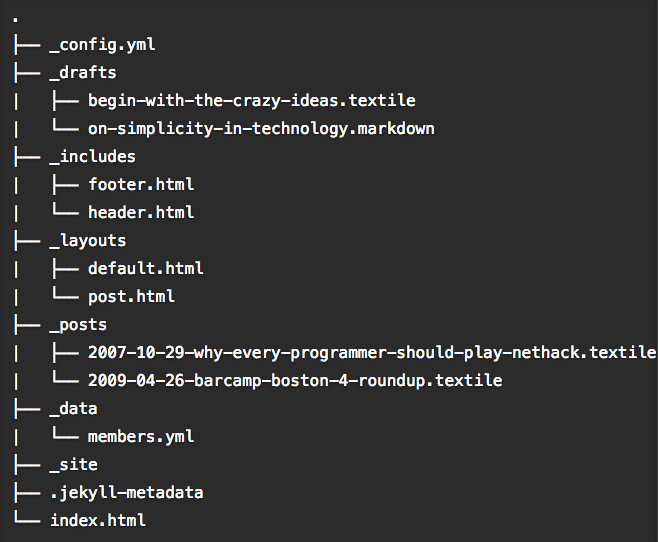 .
├── _config.yml
├── _drafts
|   ├── begin-with-the-crazy-ideas.textile
|   └── on-simplicity-in-technology.markdown
├── _includes
|   ├── footer.html
|   └── header.html
├── _layouts
|   ├── default.html
|   └── post.html
├── _posts
|   ├── 2007-10-29-why-every-programmer-should-play-nethack.textile
|   └── 2009-04-26-barcamp-boston-4-roundup.textile
├── _data
|   └── members.yml
├── _site
├── .jekyll-metadata
└── index.html